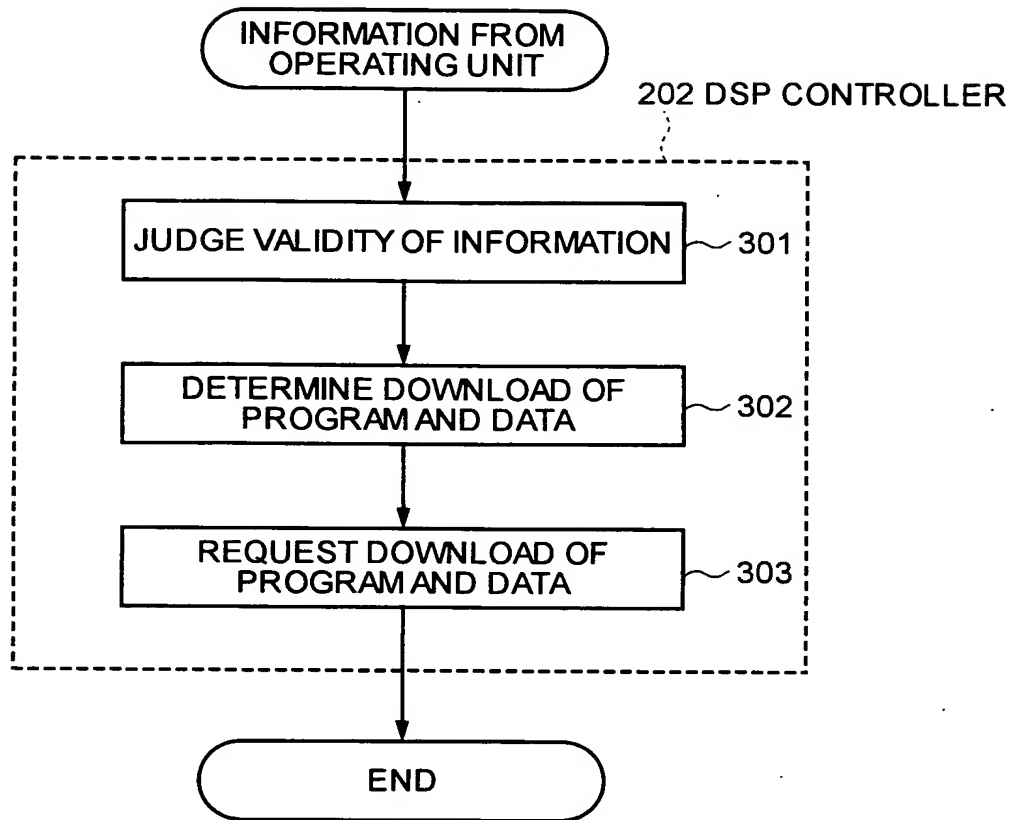 INFORMATION FROM
OPERATING UNIT
202 DSP CONTROLLER
JUDGE VALIDITY OF INFORMATION
301
DETERMINE DOWNLOAD OF
PROGRAM AND DATA
302
REQUEST DOWNLOAD OF
PROGRAM AND DATA
303
END